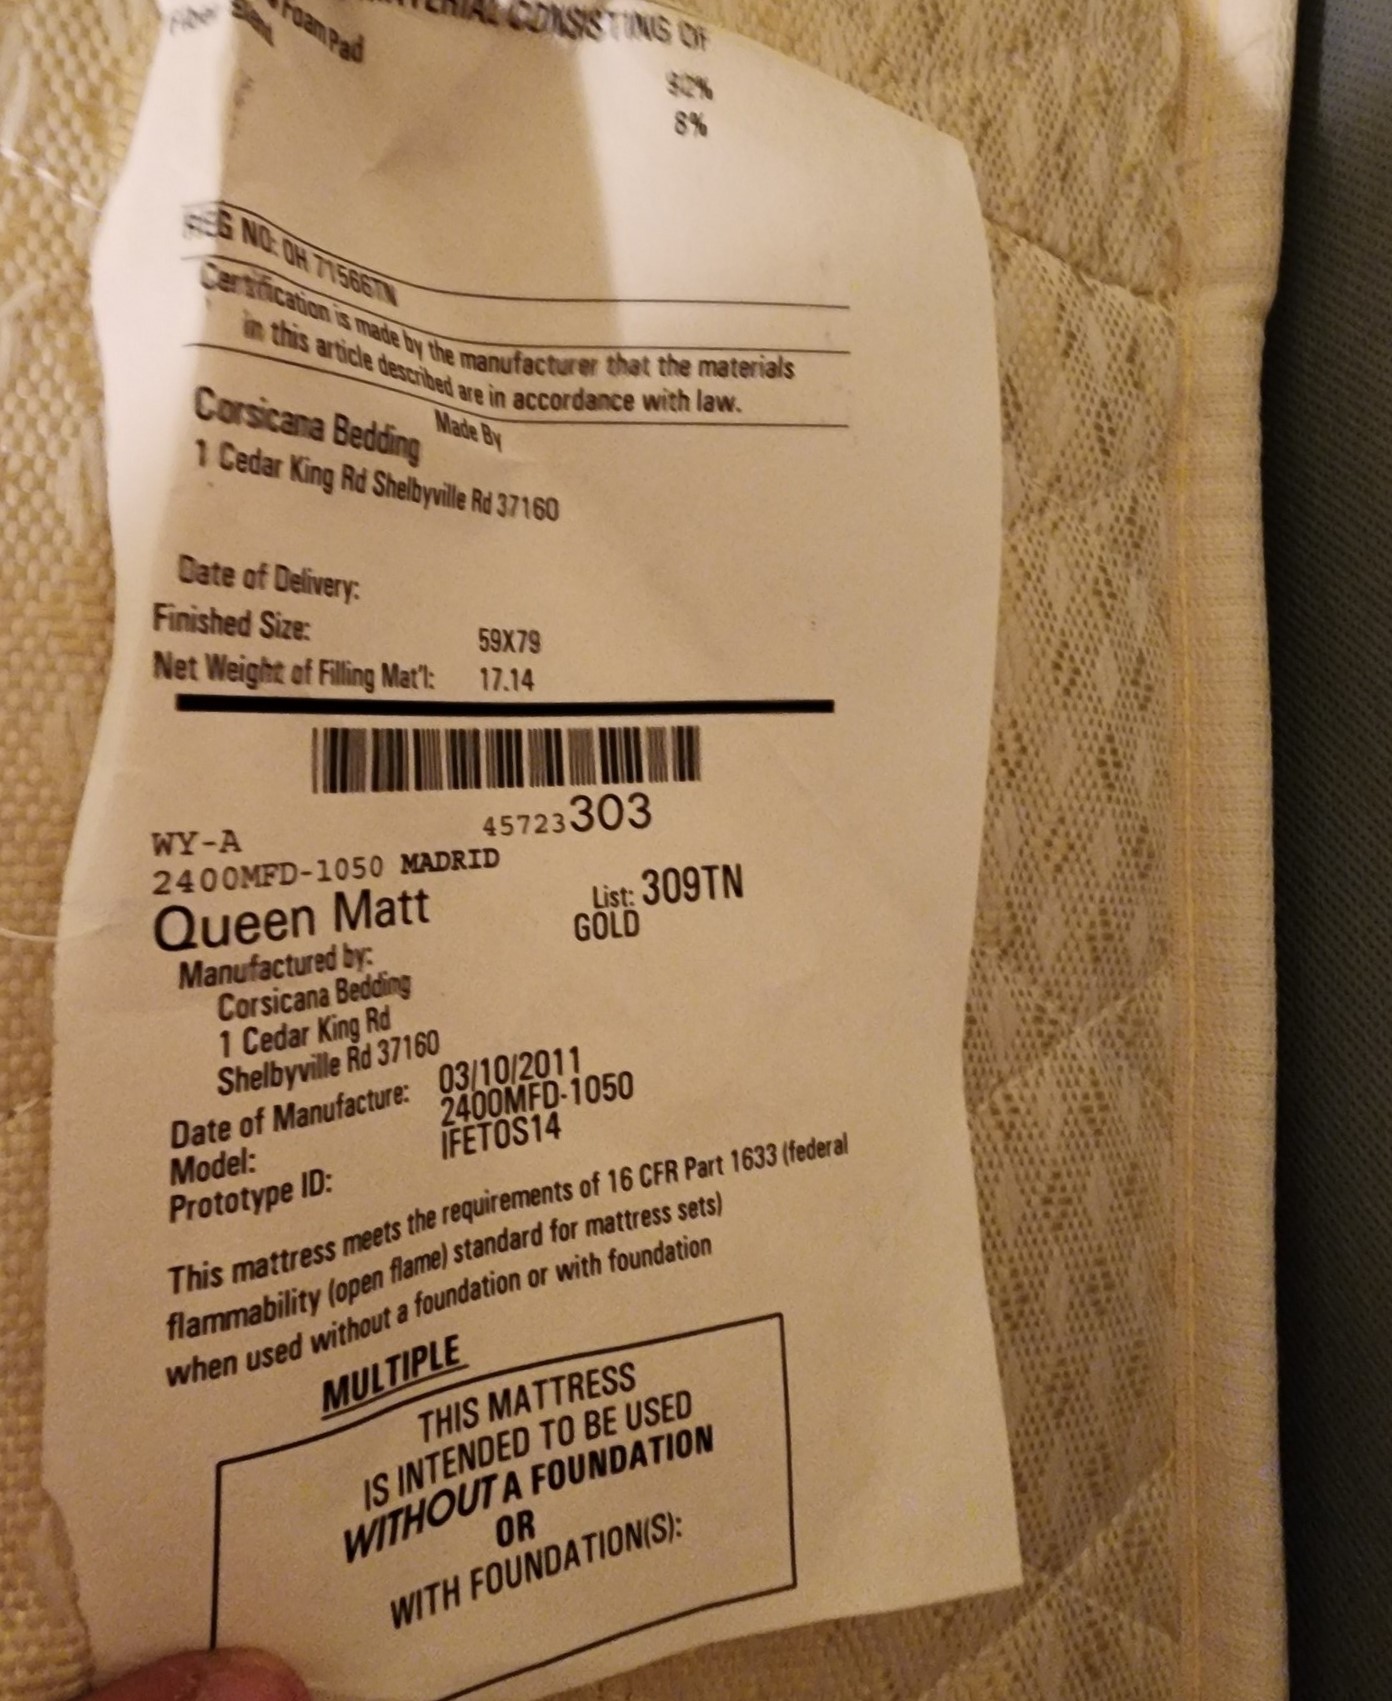 MATERIAL CONSISTING OF
Foam Pad 92%
Fiber 8%
REG NO: OH 71566TN
Certification is made by the manufacturer that the materials
in this article described are in accordance with law.
Made By
Corsicana Bedding
1 Cedar King Rd Shelbyville Rd 37160
Date of Delivery:
Finished Size: 59X79
Net Weight of Filling Mat'l: 17.14
45723303
WY-A
2400MFD-1050 MADRID
List: 309TN
Queen Matt
GOLD
Manufactured by:
Corsicana Bedding
1 Cedar King Rd
Shelbyville Rd 37160
Date of Manufacture: 03/10/2011
Model: 2400MFD-1050
Prototype ID: IFETOS14
This mattress meets the requirements of 16 CFR Part 1633 (federal
flammability (open flame) standard for mattress sets)
when used without a foundation or with foundation
MULTIPLE
THIS MATTRESS
IS INTENDED TO BE USED
WITHOUT A FOUNDATION
OR
WITH FOUNDATION(S):